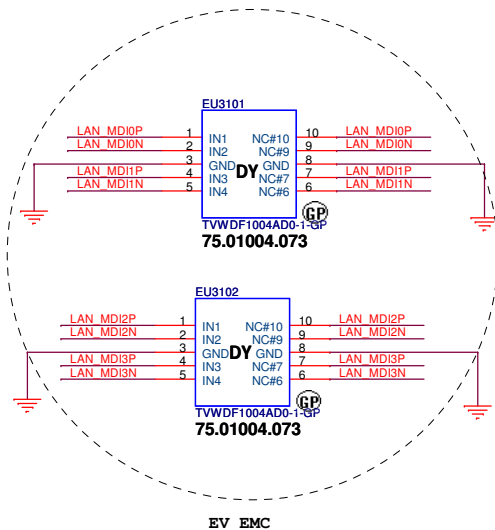 EU3101
LAN_MDI0P 1 IN1 NC#10 10 LAN_MDI0P
LAN_MDI0N 2 IN2 NC#9 9 LAN_MDI0N
3 GND DY GND 8
LAN_MDI1P 4 IN3 NC#7 7 LAN_MDI1P
LAN_MDI1N 5 IN4 NC#6 6 LAN_MDI1N
GP
TVWDF1004AD0-1-GP
75.01004.073
EU3102
LAN_MDI2P 1 IN1 NC#10 10 LAN_MDI2P
LAN_MDI2N 2 IN2 NC#9 9 LAN_MDI2N
3 GND DY GND 8
LAN_MDI3P 4 IN3 NC#7 7 LAN_MDI3P
LAN_MDI3N 5 IN4 NC#6 6 LAN_MDI3N
GP
TVWDF1004AD0-1-GP
75.01004.073
EV EMC